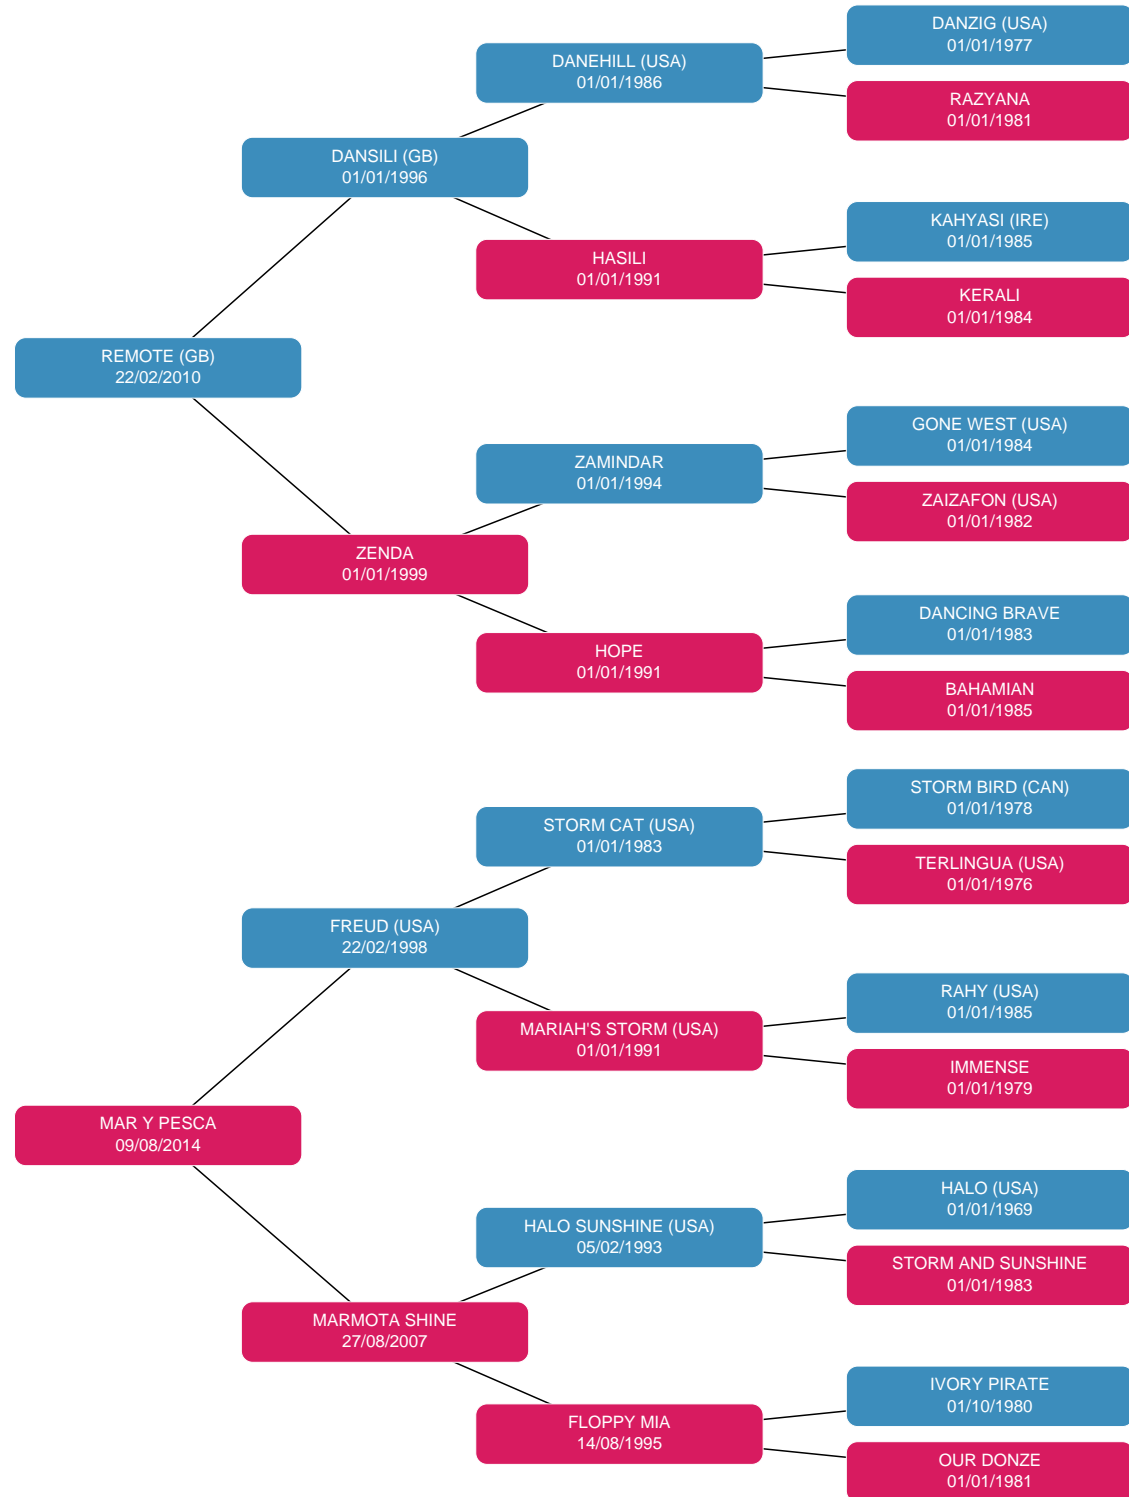 DANZIG (USA)
01/01/1977
DANEHILL (USA)
01/01/1986
RAZYANA
01/01/1981
DANSILI (GB)
01/01/1996
KAHYASI (IRE)
01/01/1985
HASILI
01/01/1991
KERALI
01/01/1984
REMOTE (GB)
22/02/2010
GONE WEST (USA)
01/01/1984
ZAMINDAR
01/01/1994
ZAIZAFON (USA)
01/01/1982
ZENDA
01/01/1999
DANCING BRAVE
01/01/1983
HOPE
01/01/1991
BAHAMIAN
01/01/1985
STORM BIRD (CAN)
01/01/1978
STORM CAT (USA)
01/01/1983
TERLINGUA (USA)
01/01/1976
FREUD (USA)
22/02/1998
RAHY (USA)
01/01/1985
MARIAH'S STORM (USA)
01/01/1991
IMMENSE
01/01/1979
MAR Y PESCA
09/08/2014
HALO (USA)
01/01/1969
HALO SUNSHINE (USA)
05/02/1993
STORM AND SUNSHINE
01/01/1983
MARMOTA SHINE
27/08/2007
IVORY PIRATE
01/10/1980
FLOPPY MIA
14/08/1995
OUR DONZE
01/01/1981